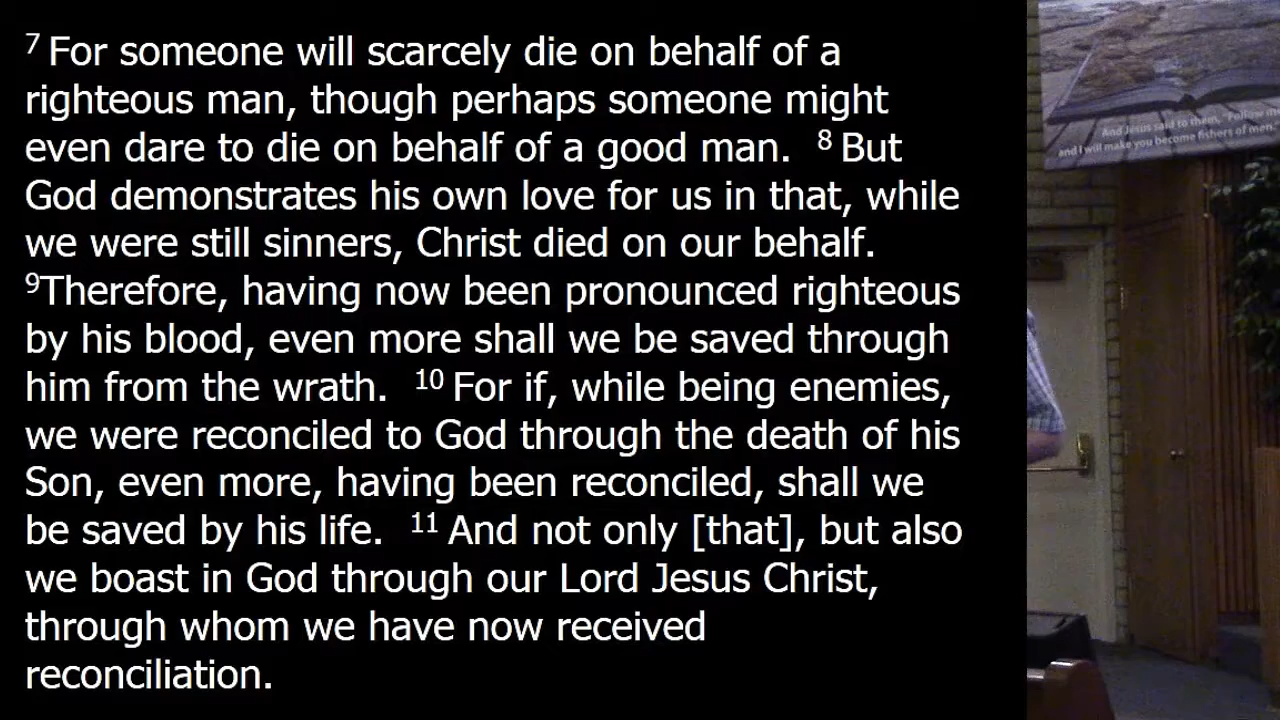 7 For someone will scarcely die on behalf of a
righteous man, though perhaps someone might
even dare to die on behalf of a good man. 8 But
God demonstrates his own love for us in that, while
we were still sinners, Christ died on our behalf.
9Therefore, having now been pronounced righteous
by his blood, even more shall we be saved through
him from the wrath. 10 For if, while being enemies,
we were reconciled to God through the death of his
Son, even more, having been reconciled, shall we
be saved by his life. 11 And not only [that], but also
we boast in God through our Lord Jesus Christ,
through whom we have now received
reconciliation.
And Jesus said to them, "Follow me
and I will make you become fishers of men."